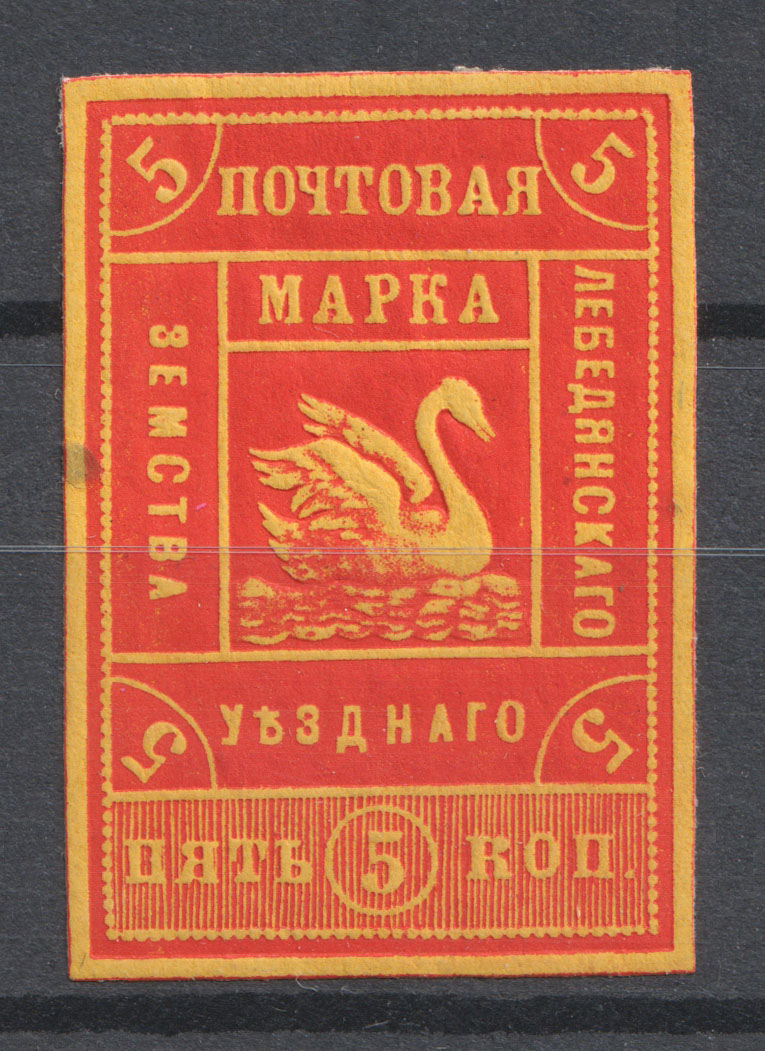 5 5
ПОЧТОВАЯ
МАРКА
ЛЕБЕДЯНСКАГО
УѢЗДНАГО
ЗЕМСТВА
5 5
ПЯТЬ 5 КОП.